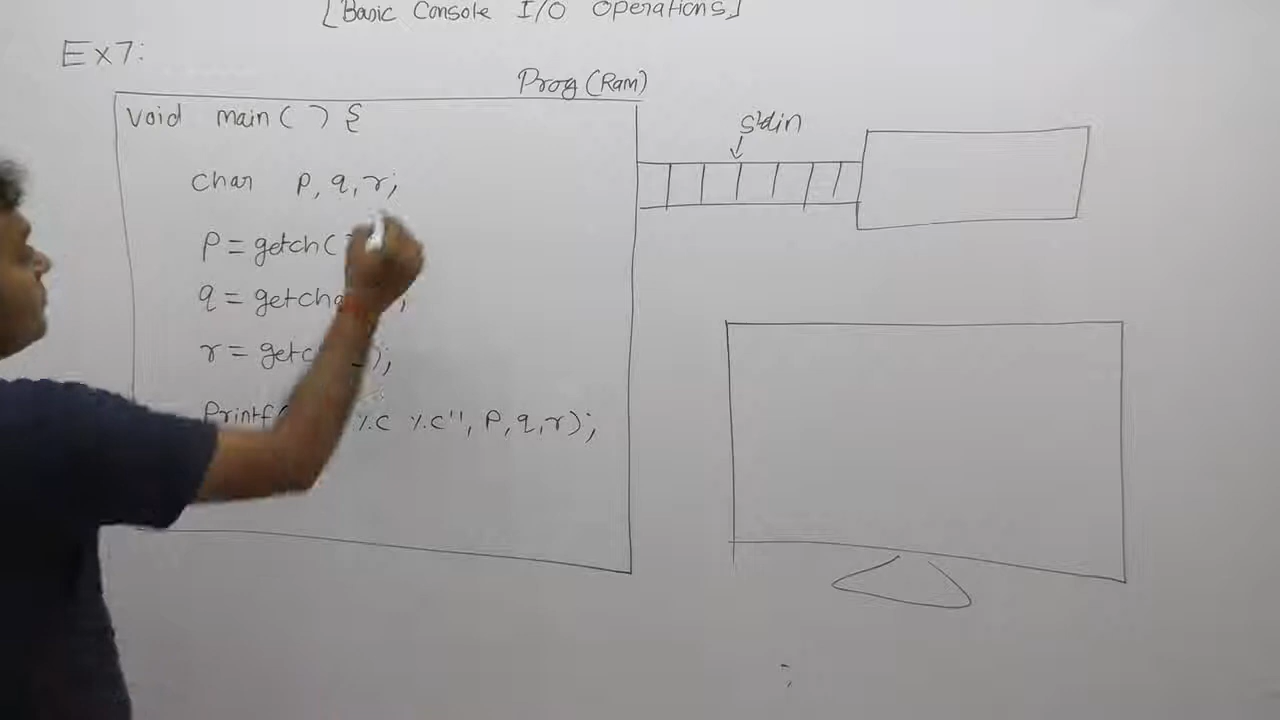 [Basic Console I/O Operations]
Ex7:
Prog (Ram)
void main( ) {
stdin
char p, q, r;
p = getch(
q = getcha ;
r = getc );
Printf( %c %c", p, q, r);